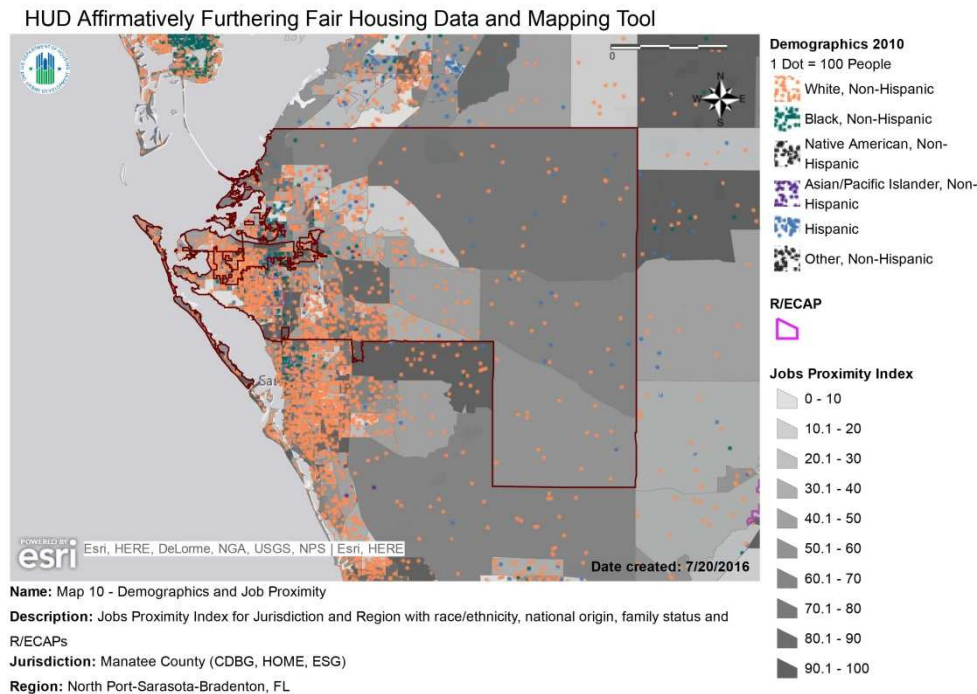 HUD Affirmatively Furthering Fair Housing Data and Mapping Tool
Bay
0
N
W E
S
Sar
Demographics 2010
1 Dot = 100 People
White, Non-Hispanic
Black, Non-Hispanic
Native American, Non-
Hispanic
Asian/Pacific Islander, Non-
Hispanic
Hispanic
Other, Non-Hispanic
R/ECAP
Jobs Proximity Index
0 - 10
10.1 - 20
20.1 - 30
30.1 - 40
40.1 - 50
50.1 - 60
60.1 - 70
70.1 - 80
80.1 - 90
90.1 - 100
POWERED BY
esri
Esri, HERE, DeLorme, NGA, USGS, NPS | Esri, HERE
Date created: 7/20/2016
Name: Map 10 - Demographics and Job Proximity
Description: Jobs Proximity Index for Jurisdiction and Region with race/ethnicity, national origin, family status and
R/ECAPs
Jurisdiction: Manatee County (CDBG, HOME, ESG)
Region: North Port-Sarasota-Bradenton, FL